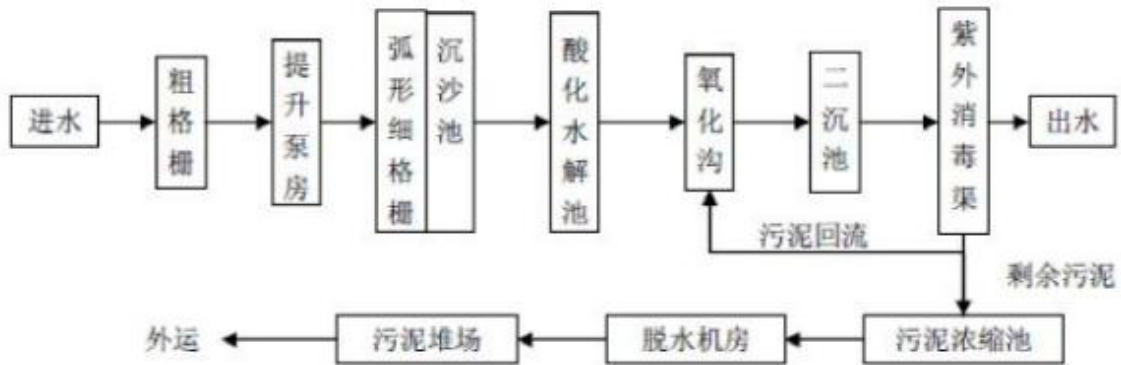 进水
粗格栅
提升泵房
弧形细格栅
沉沙池
酸化水解池
氧化沟
二沉池
紫外消毒渠
出水
污泥回流
剩余污泥
外运
污泥堆场
脱水机房
污泥浓缩池